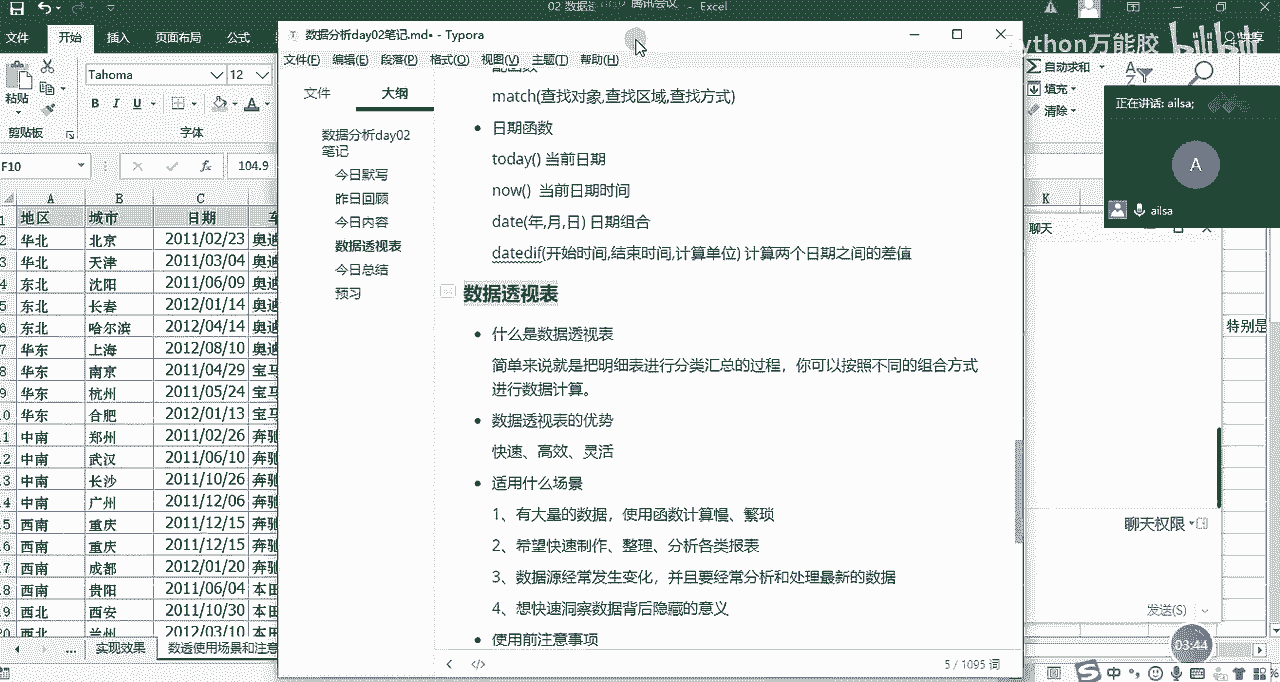 02 数据
腾讯会议
- Excel
文件
开始
插入
页面布局
公式
ython万能胶 bilibili
粘贴
剪贴板
Tahoma
12
B I U
字体
自动求和
填充
清除
F10
104.9
A B C
K
地区 城市 日期
2 华北 北京 2011/02/23 奥迪
3 华北 天津 2011/03/04 奥迪
4 东北 沈阳 2011/06/09 奥迪
5 东北 长春 2012/01/14 奥迪
6 东北 哈尔滨 2012/04/14 奥迪
7 华东 上海 2012/08/10 奥迪
8 华东 南京 2011/04/29 宝马
9 华东 杭州 2011/05/24 宝马
0 华东 合肥 2012/01/13 宝马
1 中南 郑州 2011/02/26 奔驰
2 中南 武汉 2011/06/10 奔驰
3 中南 长沙 2011/10/26 奔驰
4 中南 广州 2011/12/06 奔驰
5 西南 重庆 2011/12/15 奔驰
6 西南 重庆 2011/12/15 奔驰
7 西南 成都 2012/01/20 奔驰
8 西南 贵阳 2011/06/04 本田
9 西北 西安 2011/10/30 本田
20 西北 兰州 2012/03/10 本田
... 实现效果 数透使用场景和注意
数据分析day02笔记.md• - Typora
文件(F) 编辑(E) 段落(P) 格式(O) 视图(V) 主题(T) 帮助(H)
文件 大纲
数据分析day02
笔记
今日默写
昨日回顾
今日内容
数据透视表
今日总结
预习
match(查找对象,查找区域,查找方式)
日期函数
today() 当前日期
now() 当前日期时间
date(年,月,日) 日期组合
datedif(开始时间,结束时间,计算单位) 计算两个日期之间的差值
数据透视表
什么是数据透视表
简单来说就是把明细表进行分类汇总的过程，你可以按照不同的组合方式
进行数据计算。
数据透视表的优势
快速、高效、灵活
适用什么场景
1、有大量的数据，使用函数计算慢、繁琐
2、希望快速制作、整理、分析各类报表
3、数据源经常发生变化，并且要经常分析和处理最新的数据
4、想快速洞察数据背后隐藏的意义
使用前注意事项
5 / 1095 词
正在讲话: ailsa;
A
ailsa
聊天
特别是
聊天权限
发送(S)
03:44
中